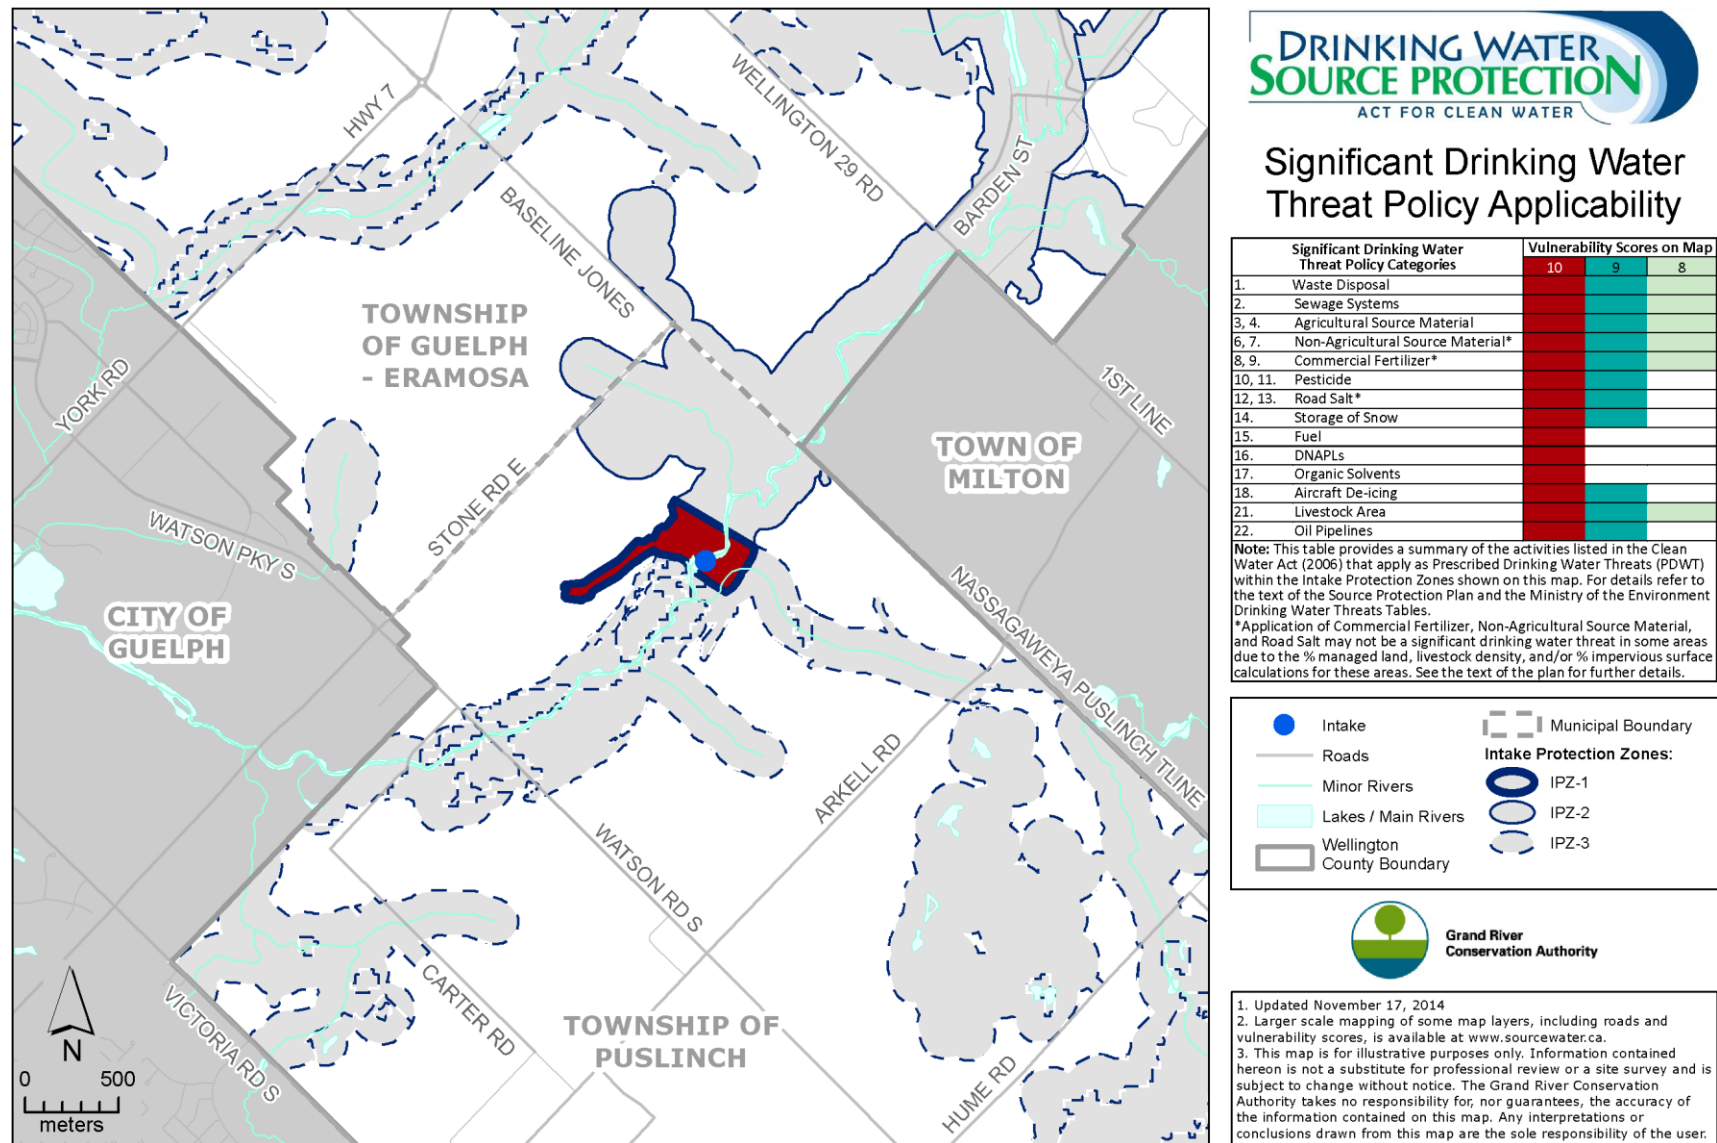 HWY 7
WELLINGTON 29 RD
BARDEN ST
BASELINE JONES
TOWNSHIP
OF GUELPH
- ERAMOSA
YORK RD
1ST LINE
TOWN OF
MILTON
STONE RD E
WATSON PKY S
CITY OF
GUELPH
NASSAGAWEYA PUSLINCH TLINE
ARKELL RD
WATSON RD S
CARTER RD
VICTORIA RD S
TOWNSHIP OF
PUSLINCH
HUME RD
N
0 500
meters
DRINKING WATER
SOURCE PROTECTION
ACT FOR CLEAN WATER
Significant Drinking Water
Threat Policy Applicability
Significant Drinking Water
Threat Policy Categories
Vulnerability Scores on Map
10 9 8
1. Waste Disposal
2. Sewage Systems
3, 4. Agricultural Source Material
6, 7. Non-Agricultural Source Material*
8, 9. Commercial Fertilizer*
10, 11. Pesticide
12, 13. Road Salt*
14. Storage of Snow
15. Fuel
16. DNAPLs
17. Organic Solvents
18. Aircraft De-icing
21. Livestock Area
22. Oil Pipelines
Note: This table provides a summary of the activities listed in the Clean
Water Act (2006) that apply as Prescribed Drinking Water Threats (PDWT)
within the Intake Protection Zones shown on this map. For details refer to
the text of the Source Protection Plan and the Ministry of the Environment
Drinking Water Threats Tables.
*Application of Commercial Fertilizer, Non-Agricultural Source Material,
and Road Salt may not be a significant drinking water threat in some areas
due to the % managed land, livestock density, and/or % impervious surface
calculations for these areas. See the text of the plan for further details.
Intake
Roads
Minor Rivers
Lakes / Main Rivers
Wellington
County Boundary
Municipal Boundary
Intake Protection Zones:
IPZ-1
IPZ-2
IPZ-3
Grand River
Conservation Authority
1. Updated November 17, 2014
2. Larger scale mapping of some map layers, including roads and
vulnerability scores, is available at www.sourcewater.ca.
3. This map is for illustrative purposes only. Information contained
hereon is not a substitute for professional review or a site survey and is
subject to change without notice. The Grand River Conservation
Authority takes no responsibility for, nor guarantees, the accuracy of
the information contained on this map. Any interpretations or
conclusions drawn from this map are the sole responsibility of the user.